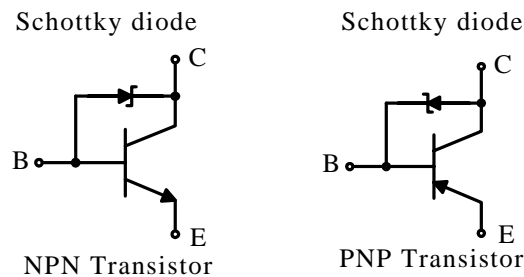 Schottky diode
C
B
E
NPN Transistor
Schottky diode
C
B
E
PNP Transistor